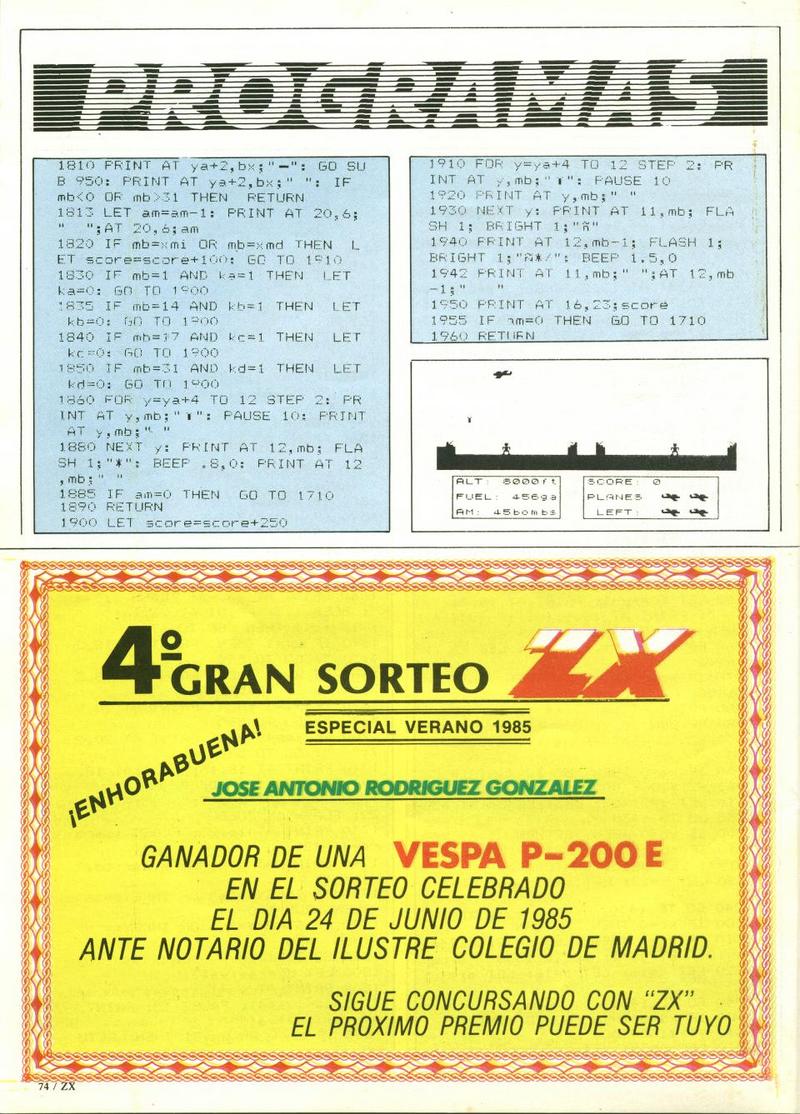 PROGRAMAS
1810 PRINT AT ya+2,bx;"-": GO SU
B 950: PRINT AT ya+2,bx;" ": IF
mb<0 OR mb>31 THEN  RETURN
1813 LET am=am-1: PRINT AT 20,6;
"  ";AT 20,6;am
1820 IF mb=xmi OR mb=xmd THEN  L
ET score=score+100: GO TO 1910
1830 IF mb=1 AND ka=1 THEN  LET
ka=0: GO TO 1900
1835 IF mb=14 AND kb=1 THEN  LET
kb=0: GO TO 1900
1840 IF mb=17 AND kc=1 THEN  LET
kc=0: GO TO 1900
1850 IF mb=31 AND kd=1 THEN  LET
kd=0: GO TO 1900
1860 FOR y=ya+4 TO 12 STEP 2: PR
INT AT y,mb;" ": PAUSE 10: PRINT
AT y,mb;" "
1880 NEXT y: PRINT AT 12,mb; FLA
SH 1;"*": BEEP .8,0: PRINT AT 12
,mb;" "
1885 IF am=0 THEN  GO TO 1710
1890 RETURN
1900 LET score=score+250
1910 FOR y=ya+4 TO 12 STEP 2: PR
INT AT y,mb;" ": PAUSE 10
1920 PRINT AT y,mb;" "
1930 NEXT y: PRINT AT 11,mb; FLA
SH 1; BRIGHT 1;
1940 PRINT AT 12,mb-1; FLASH 1;
BRIGHT 1; BEEP 1.5,0
1942 PRINT AT 11,mb;" ";AT 12,mb
-1;"   "
1950 PRINT AT 16,23;score
1955 IF am=0 THEN  GO TO 1710
1960 RETURN
ALT: 8000ft
FUEL: 456ga
AM: 45bombs
SCORE: 0
PLANES
LEFT:
4º GRAN SORTEO ZX
ESPECIAL VERANO 1985
¡ENHORABUENA!
JOSE ANTONIO RODRIGUEZ GONZALEZ
GANADOR DE UNA VESPA P-200 E
EN EL SORTEO CELEBRADO
EL DIA 24 DE JUNIO DE 1985
ANTE NOTARIO DEL ILUSTRE COLEGIO DE MADRID.
SIGUE CONCURSANDO CON "ZX"
EL PROXIMO PREMIO PUEDE SER TUYO
74 / ZX